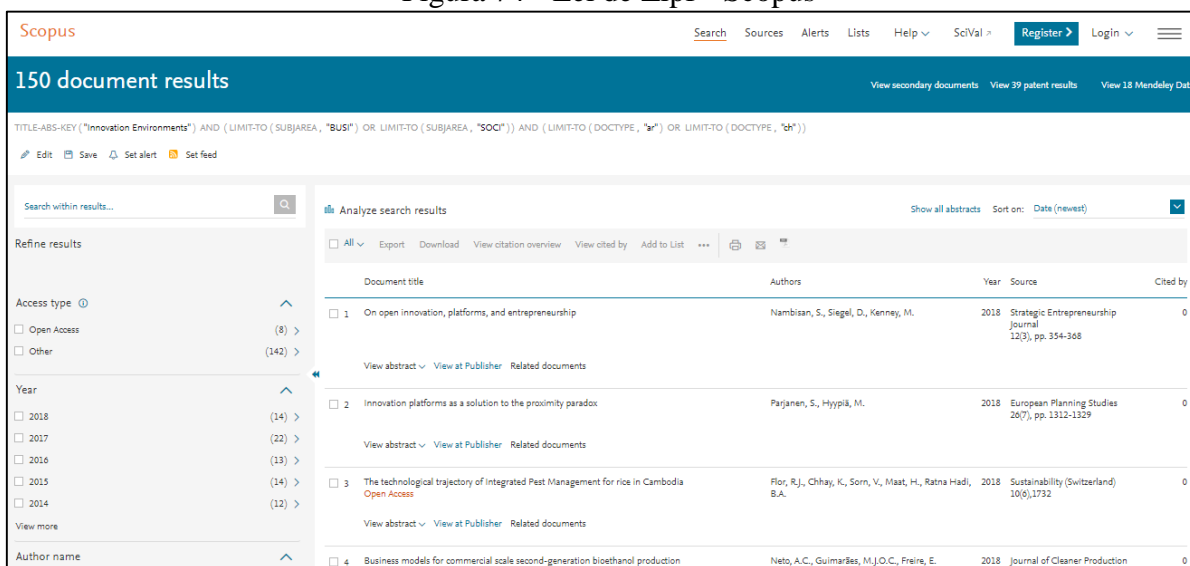 Scopus
Search Sources Alerts Lists Help SciVal Register Login
150 document results
View secondary documents View 39 patent results View 18 Mendeley Dat
TITLE-ABS-KEY ( "Innovation Environments" ) AND ( LIMIT-TO ( SUBJAREA , "BUSI" ) OR LIMIT-TO ( SUBJAREA , "SOCI" ) ) AND ( LIMIT-TO ( DOCTYPE , "ar" ) OR LIMIT-TO ( DOCTYPE , "ch" ) )
Edit Save Set alert Set feed
Search within results...
Refine results
Access type
Open Access (8)
Other (142)
Year
2018 (14)
2017 (22)
2016 (13)
2015 (14)
2014 (12)
View more
Author name
Analyze search results
Show all abstracts Sort on: Date (newest)
All Export Download View citation overview View cited by Add to List ...
Document title Authors Year Source Cited by
1 On open innovation, platforms, and entrepreneurship Nambisan, S., Siegel, D., Kenney, M. 2018 Strategic Entrepreneurship 0
Journal
12(3), pp. 354-368
View abstract View at Publisher Related documents
2 Innovation platforms as a solution to the proximity paradox Parjanen, S., Hyypiä, M. 2018 European Planning Studies 0
26(7), pp. 1312-1329
View abstract View at Publisher Related documents
3 The technological trajectory of Integrated Pest Management for rice in Cambodia Flor, R.J., Chhay, K., Sorn, V., Maat, H., Ratna Hadi, 2018 Sustainability (Switzerland) 0
Open Access B.A. 10(6),1732
View abstract View at Publisher Related documents
4 Business models for commercial scale second-generation bioethanol production Neto, A.C., Guimarães, M.J.O.C., Freire, E. 2018 Journal of Cleaner Production 0